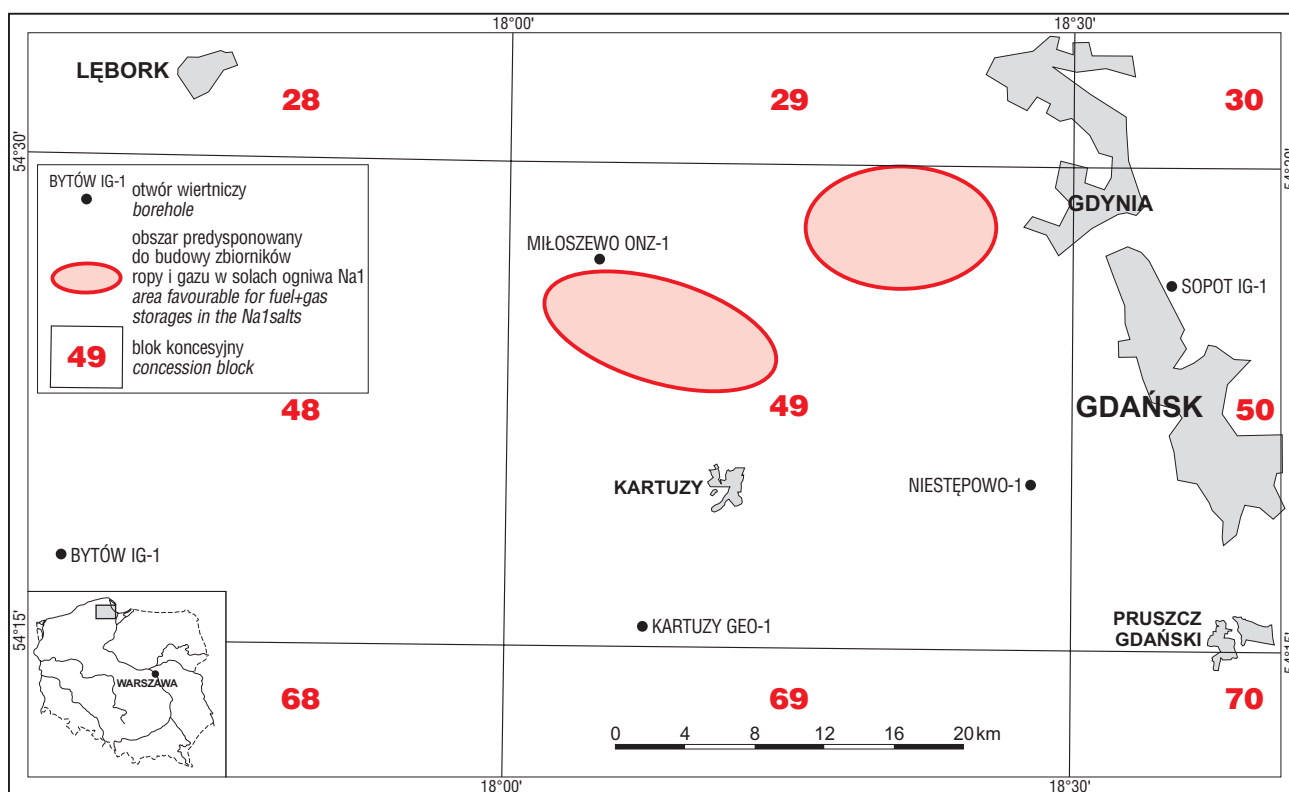 18°00'
18°30'
LĘBORK
28
29
30
54°30'
54°30'
BYTÓW IG-1
otwór wiertniczy
borehole
obszar predysponowany
do budowy zbiorników
ropy i gazu w solach ogniwa Na1
area favourable for fuel+gas
storages in the Na1salts
49
blok koncesyjny
concession block
GDYNIA
MIŁOSZEWO ONZ-1
SOPOT IG-1
48
49
GDAŃSK
50
KARTUZY
NIESTĘPOWO-1
BYTÓW IG-1
54°15'
KARTUZY GEO-1
PRUSZCZ
GDAŃSKI
54°15'
WARSZAWA
68
69
70
0 4 8 12 16 20 km
18°00'
18°30'